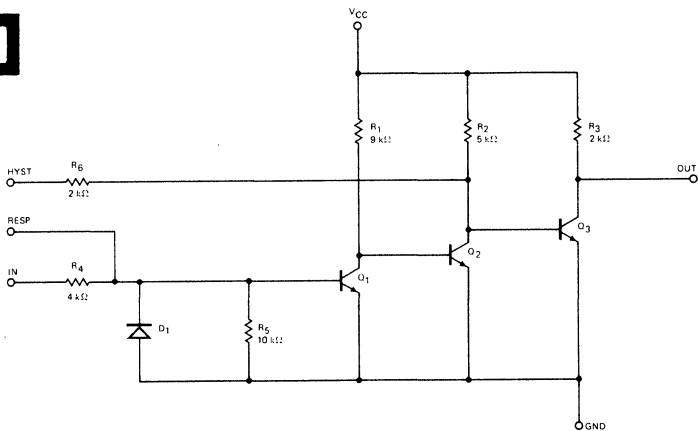 VCC
R1
9 kΩ
R2
5 kΩ
R3
2 kΩ
HYST
R6
2 kΩ
OUT
RESP
Q3
Q2
IN
R4
4 kΩ
Q1
D1
R5
10 kΩ
GND